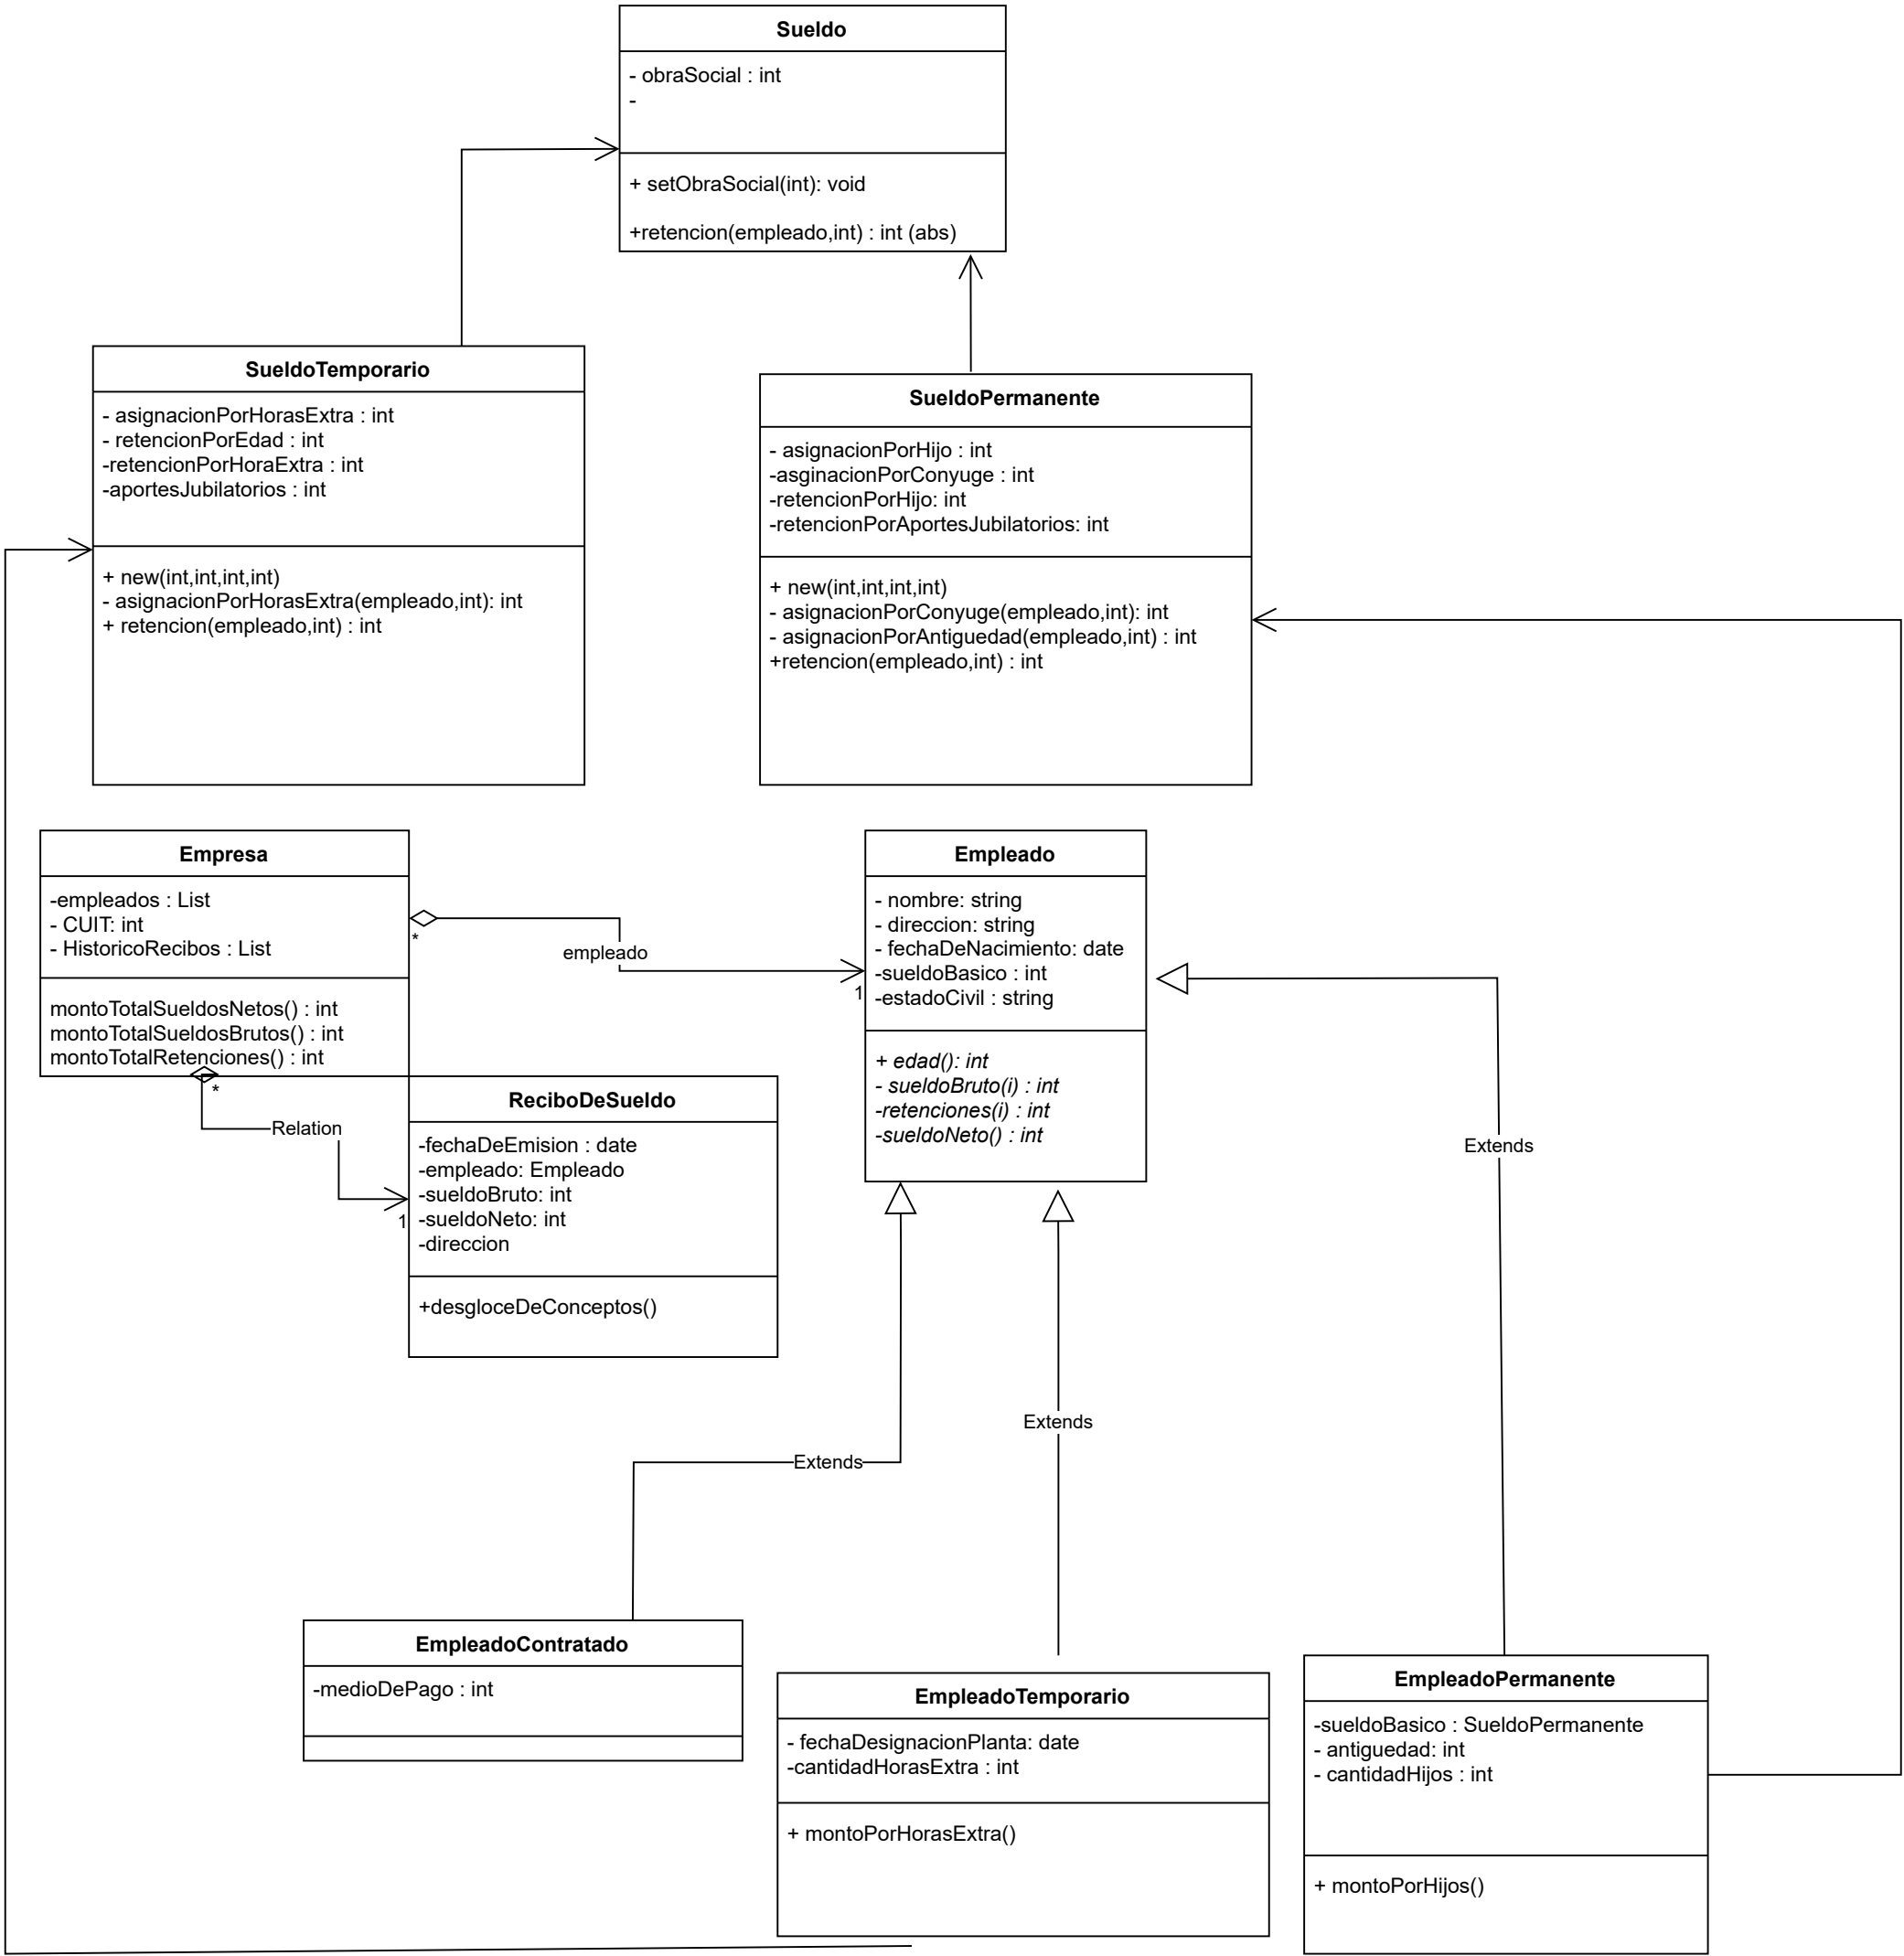 Sueldo
- obraSocial : int
-
+ setObraSocial(int): void
+retencion(empleado,int) : int (abs)
SueldoTemporario
- asignacionPorHorasExtra : int
- retencionPorEdad : int
-retencionPorHoraExtra : int
-aportesJubilatorios : int
+ new(int,int,int,int)
- asignacionPorHorasExtra(empleado,int): int
+ retencion(empleado,int) : int
SueldoPermanente
- asignacionPorHijo : int
-asginacionPorConyuge : int
-retencionPorHijo: int
-retencionPorAportesJubilatorios: int
+ new(int,int,int,int)
- asignacionPorConyuge(empleado,int): int
- asignacionPorAntiguedad(empleado,int) : int
+retencion(empleado,int) : int
Empresa
-empleados : List
- CUIT: int
- HistoricoRecibos : List
montoTotalSueldosNetos() : int
montoTotalSueldosBrutos() : int
montoTotalRetenciones() : int
*
empleado
1
Empleado
- nombre: string
- direccion: string
- fechaDeNacimiento: date
-sueldoBasico : int
-estadoCivil : string
+ edad(): int
- sueldoBruto(i) : int
-retenciones(i) : int
-sueldoNeto() : int
*
Relation
1
ReciboDeSueldo
-fechaDeEmision : date
-empleado: Empleado
-sueldoBruto: int
-sueldoNeto: int
-direccion
+desgloceDeConceptos()
Extends
Extends
Extends
EmpleadoContratado
-medioDePago : int
EmpleadoTemporario
- fechaDesignacionPlanta: date
-cantidadHorasExtra : int
+ montoPorHorasExtra()
EmpleadoPermanente
-sueldoBasico : SueldoPermanente
- antiguedad: int
- cantidadHijos : int
+ montoPorHijos()